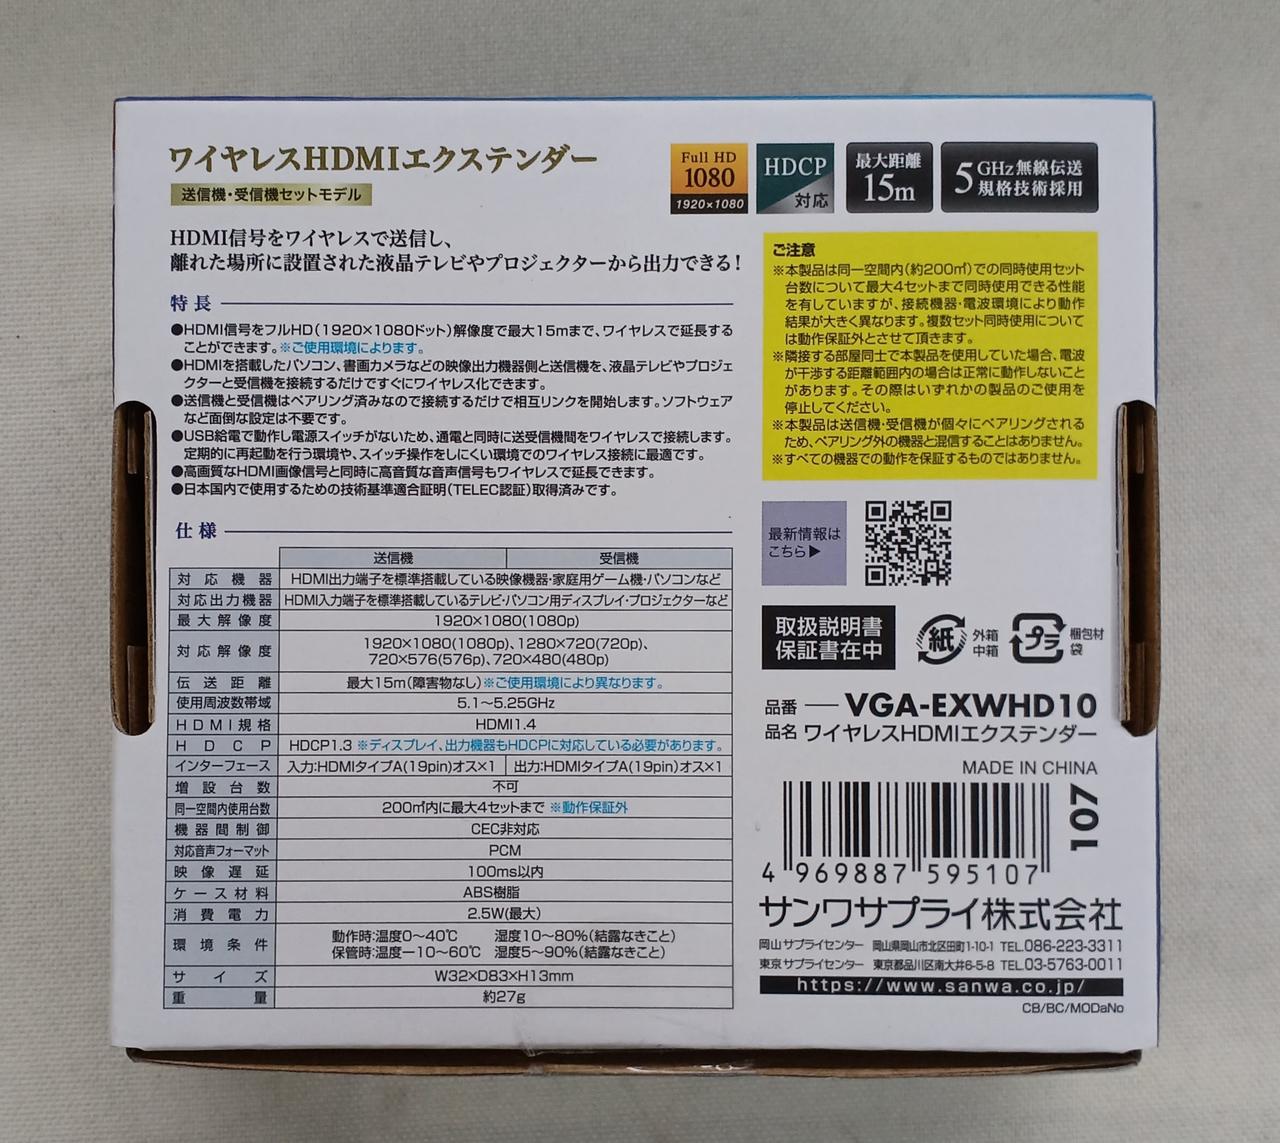 ワイヤレスHDMIエクステンダー
送信機・受信機セットモデル
Full HD
1080
1920×1080
HDCP
対応
最大距離
15m
5GHz無線伝送
規格技術採用
HDMI信号をワイヤレスで送信し、
離れた場所に設置された液晶テレビやプロジェクターから出力できる!
特長
●HDMI信号をフルHD(1920×1080ドット)解像度で最大15mまで、ワイヤレスで延長する
ことができます。※ご使用環境によります。
●HDMIを搭載したパソコン、書画カメラなどの映像出力機器側と送信機を、液晶テレビやプロジェ
クターと受信機を接続するだけですぐにワイヤレス化できます。
●送信機と受信機はペアリング済みなので接続するだけで相互リンクを開始します。ソフトウェア
など面倒な設定は不要です。
●USB給電で動作し電源スイッチがないため、通電と同時に送受信機間をワイヤレスで接続します。
定期的に再起動を行う環境や、スイッチ操作をしにくい環境でのワイヤレス接続に最適です。
●高画質なHDMI画像信号と同時に高音質な音声信号もワイヤレスで延長できます。
●日本国内で使用するための技術基準適合証明(TELEC認証)取得済みです。
仕様
送信機 受信機
対応機器 HDMI出力端子を標準搭載している映像機器・家庭用ゲーム機・パソコンなど
対応出力機器 HDMI入力端子を標準搭載しているテレビ・パソコン用ディスプレイ・プロジェクターなど
最大解像度 1920×1080(1080p)
対応解像度 1920×1080(1080p)、1280×720(720p)、
720×576(576p)、720×480(480p)
伝送距離 最大15m(障害物なし)※ご使用環境により異なります。
使用周波数帯域 5.1~5.25GHz
HDMI規格 HDMI1.4
HDCP HDCP1.3 ※ディスプレイ、出力機器もHDCPに対応している必要があります。
インターフェース 入力:HDMIタイプA(19pin)オス×1 出力:HDMIタイプA(19pin)オス×1
増設台数 不可
同一空間内使用台数 200㎡内に最大4セットまで ※動作保証外
機器間制御 CEC非対応
対応音声フォーマット PCM
映像遅延 100ms以内
ケース材料 ABS樹脂
消費電力 2.5W(最大)
環境条件 動作時:温度0~40℃ 湿度10~80%(結露なきこと)
保管時:温度ー10~60℃ 湿度5~90%(結露なきこと)
サイズ W32×D83×H13mm
重量 約27g
ご注意
※本製品は同一空間内(約200㎡)での同時使用セット
台数について最大4セットまで同時使用できる性能
を有していますが、接続機器・電波環境により動作
結果が大きく異なります。複数セット同時使用について
は動作保証外とさせて頂きます。
※隣接する部屋同士で本製品を使用していた場合、電波
が干渉する距離範囲内の場合は正常に動作しないこと
があります。その際はいずれかの製品のご使用を
停止してください。
※本製品は送信機・受信機が個々にペアリングされる
ため、ペアリング外の機器と混信することはありません。
※すべての機器での動作を保証するものではありません。
最新情報は
こちら▶
取扱説明書
保証書在中
紙
外箱
中箱
プラ
梱包材
袋
品番 ── VGA-EXWHD10
品名 ワイヤレスHDMIエクステンダー
MADE IN CHINA
107
4 969887 595107
サンワサプライ株式会社
岡山サプライセンター 岡山県岡山市北区田町1-10-1 TEL.086-223-3311
東京サプライセンター 東京都品川区南大井6-5-8 TEL.03-5763-0011
https://www.sanwa.co.jp/
CB/BC/MODaNo